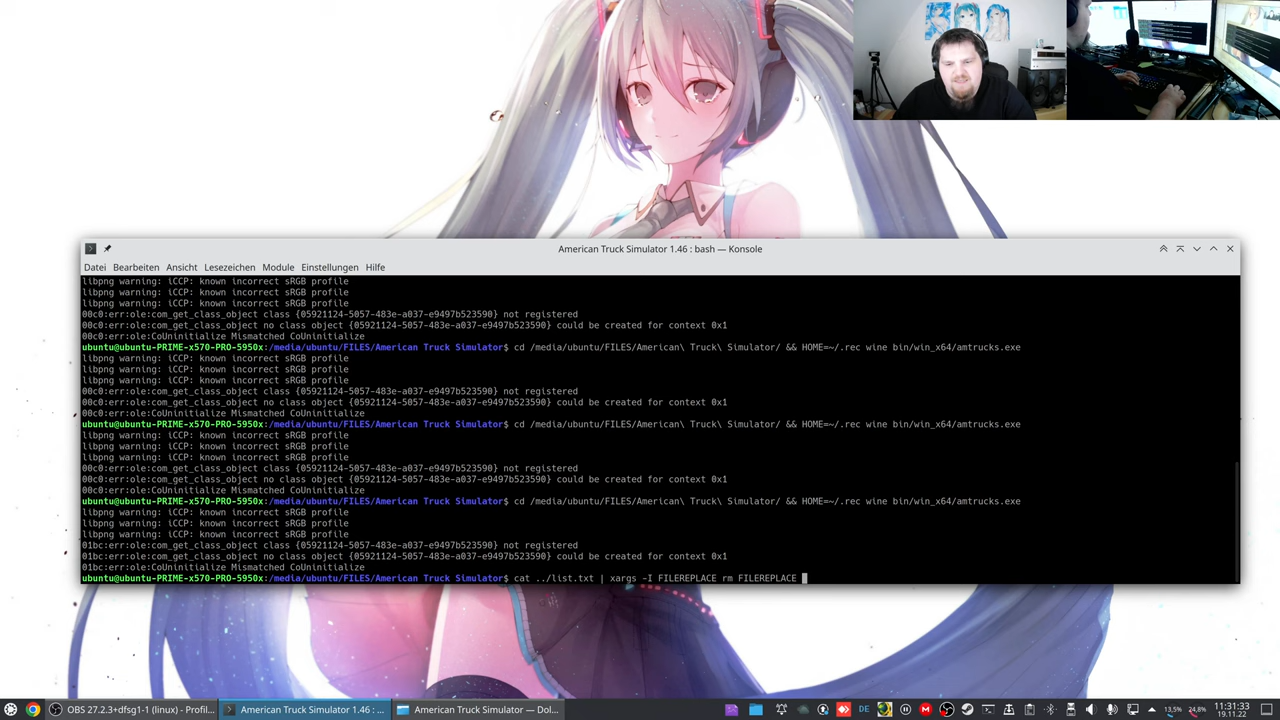 American Truck Simulator 1.46 : bash — Konsole
Datei Bearbeiten Ansicht Lesezeichen Module Einstellungen Hilfe
libpng warning: iCCP: known incorrect sRGB profile
libpng warning: iCCP: known incorrect sRGB profile
libpng warning: iCCP: known incorrect sRGB profile
00c0:err:ole:com_get_class_object class {05921124-5057-483e-a037-e9497b523590} not registered
00c0:err:ole:com_get_class_object no class object {05921124-5057-483e-a037-e9497b523590} could be created for context 0x1
00c0:err:ole:CoUninitialize Mismatched CoUninitialize
ubuntu@ubuntu-PRIME-x570-PRO-5950x:/media/ubuntu/FILES/American Truck Simulator$ cd /media/ubuntu/FILES/American\ Truck\ Simulator/ && HOME=~/.rec wine bin/win_x64/amtrucks.exe
libpng warning: iCCP: known incorrect sRGB profile
libpng warning: iCCP: known incorrect sRGB profile
libpng warning: iCCP: known incorrect sRGB profile
00c0:err:ole:com_get_class_object class {05921124-5057-483e-a037-e9497b523590} not registered
00c0:err:ole:com_get_class_object no class object {05921124-5057-483e-a037-e9497b523590} could be created for context 0x1
00c0:err:ole:CoUninitialize Mismatched CoUninitialize
ubuntu@ubuntu-PRIME-x570-PRO-5950x:/media/ubuntu/FILES/American Truck Simulator$ cd /media/ubuntu/FILES/American\ Truck\ Simulator/ && HOME=~/.rec wine bin/win_x64/amtrucks.exe
libpng warning: iCCP: known incorrect sRGB profile
libpng warning: iCCP: known incorrect sRGB profile
libpng warning: iCCP: known incorrect sRGB profile
00c0:err:ole:com_get_class_object class {05921124-5057-483e-a037-e9497b523590} not registered
00c0:err:ole:com_get_class_object no class object {05921124-5057-483e-a037-e9497b523590} could be created for context 0x1
00c0:err:ole:CoUninitialize Mismatched CoUninitialize
ubuntu@ubuntu-PRIME-x570-PRO-5950x:/media/ubuntu/FILES/American Truck Simulator$ cd /media/ubuntu/FILES/American\ Truck\ Simulator/ && HOME=~/.rec wine bin/win_x64/amtrucks.exe
libpng warning: iCCP: known incorrect sRGB profile
libpng warning: iCCP: known incorrect sRGB profile
libpng warning: iCCP: known incorrect sRGB profile
01bc:err:ole:com_get_class_object class {05921124-5057-483e-a037-e9497b523590} not registered
01bc:err:ole:com_get_class_object no class object {05921124-5057-483e-a037-e9497b523590} could be created for context 0x1
01bc:err:ole:CoUninitialize Mismatched CoUninitialize
ubuntu@ubuntu-PRIME-x570-PRO-5950x:/media/ubuntu/FILES/American Truck Simulator$ cat ../list.txt | xargs -I FILEREPLACE rm FILEREPLACE
OBS 27.2.3+dfsg1-1 (linux) - Profil... American Truck Simulator 1.46 : ... American Truck Simulator — Dol... DE 13,5% 24,8% 11:31:33
19.11.22